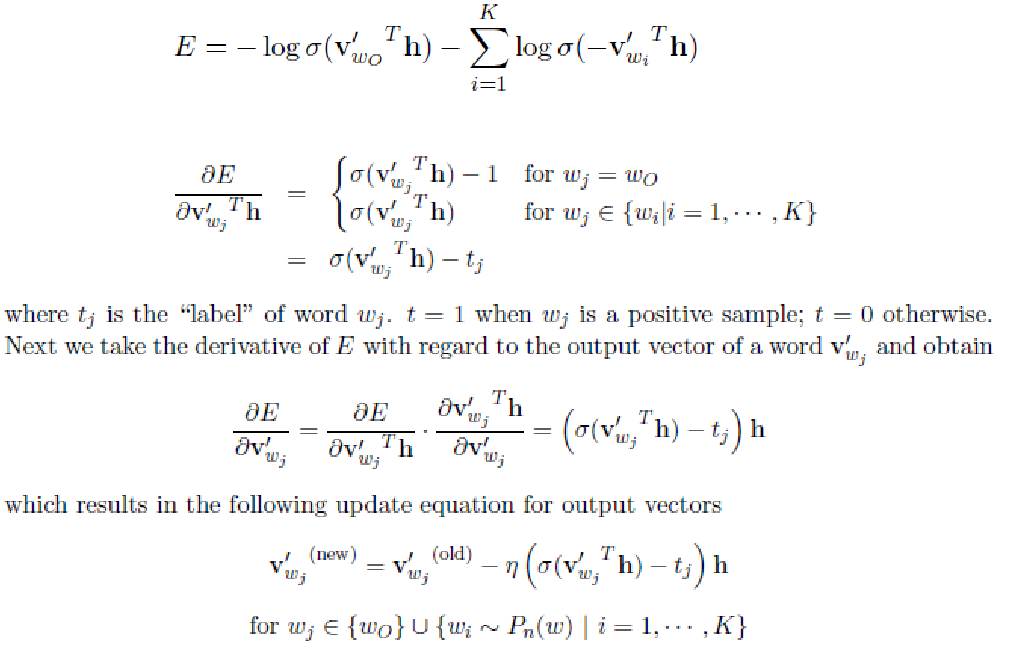 E = − log σ(v′_{w_O}^T h) − ∑_{i=1}^{K} log σ(−v′_{w_i}^T h)
∂E/∂v′_{w_j}^T h = { σ(v′_{w_j}^T h) − 1 for w_j = w_O
σ(v′_{w_j}^T h) for w_j ∈ {w_i|i = 1, ··· , K}
= σ(v′_{w_j}^T h) − t_j
where t_j is the “label” of word w_j. t = 1 when w_j is a positive sample; t = 0 otherwise.
Next we take the derivative of E with regard to the output vector of a word v′_{w_j} and obtain
∂E/∂v′_{w_j} = ∂E/∂v′_{w_j}^T h · ∂v′_{w_j}^T h/∂v′_{w_j} = (σ(v′_{w_j}^T h) − t_j) h
which results in the following update equation for output vectors
v′_{w_j}^{(new)} = v′_{w_j}^{(old)} − η (σ(v′_{w_j}^T h) − t_j) h
for w_j ∈ {w_O} ∪ {w_i ∼ P_n(w) | i = 1, ··· , K}